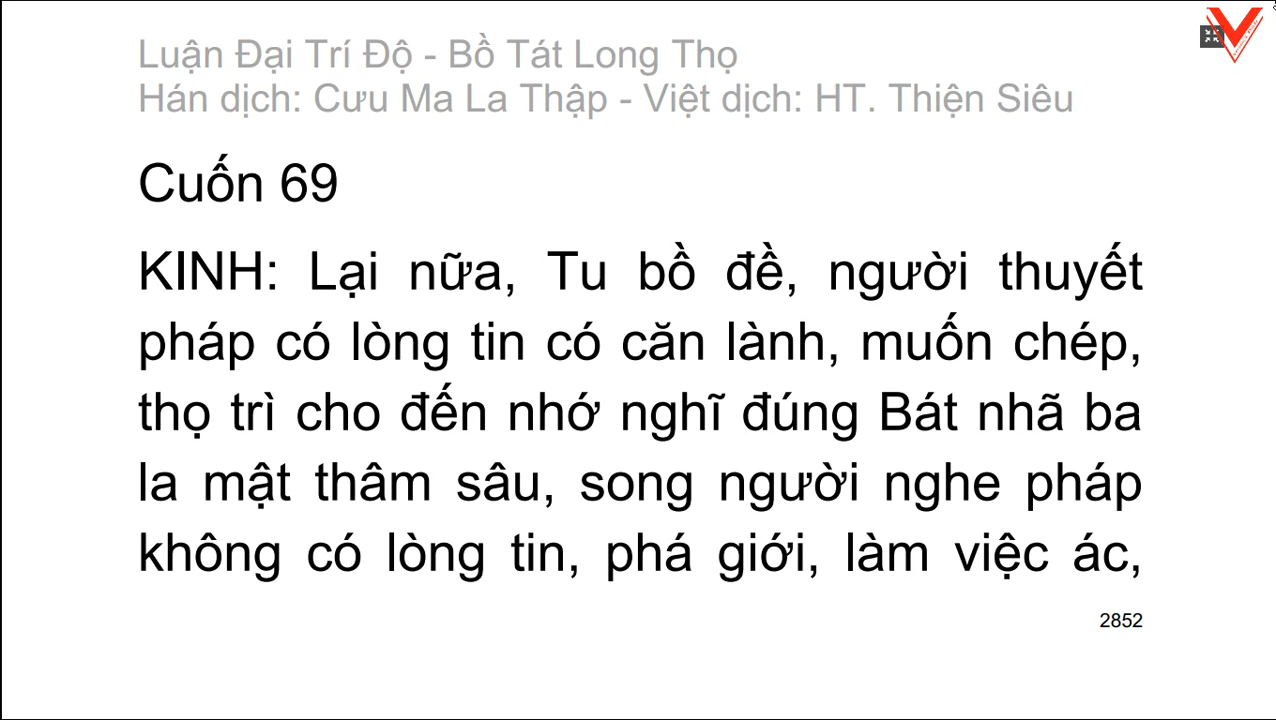 Luận Đại Trí Độ - Bồ Tát Long Thọ
Hán dịch: Cưu Ma La Thập - Việt dịch: HT. Thiện Siêu
Cuốn 69
KINH: Lại nữa, Tu bồ đề, người thuyết
pháp có lòng tin có căn lành, muốn chép,
thọ trì cho đến nhớ nghĩ đúng Bát nhã ba
la mật thâm sâu, song người nghe pháp
không có lòng tin, phá giới, làm việc ác,
2852